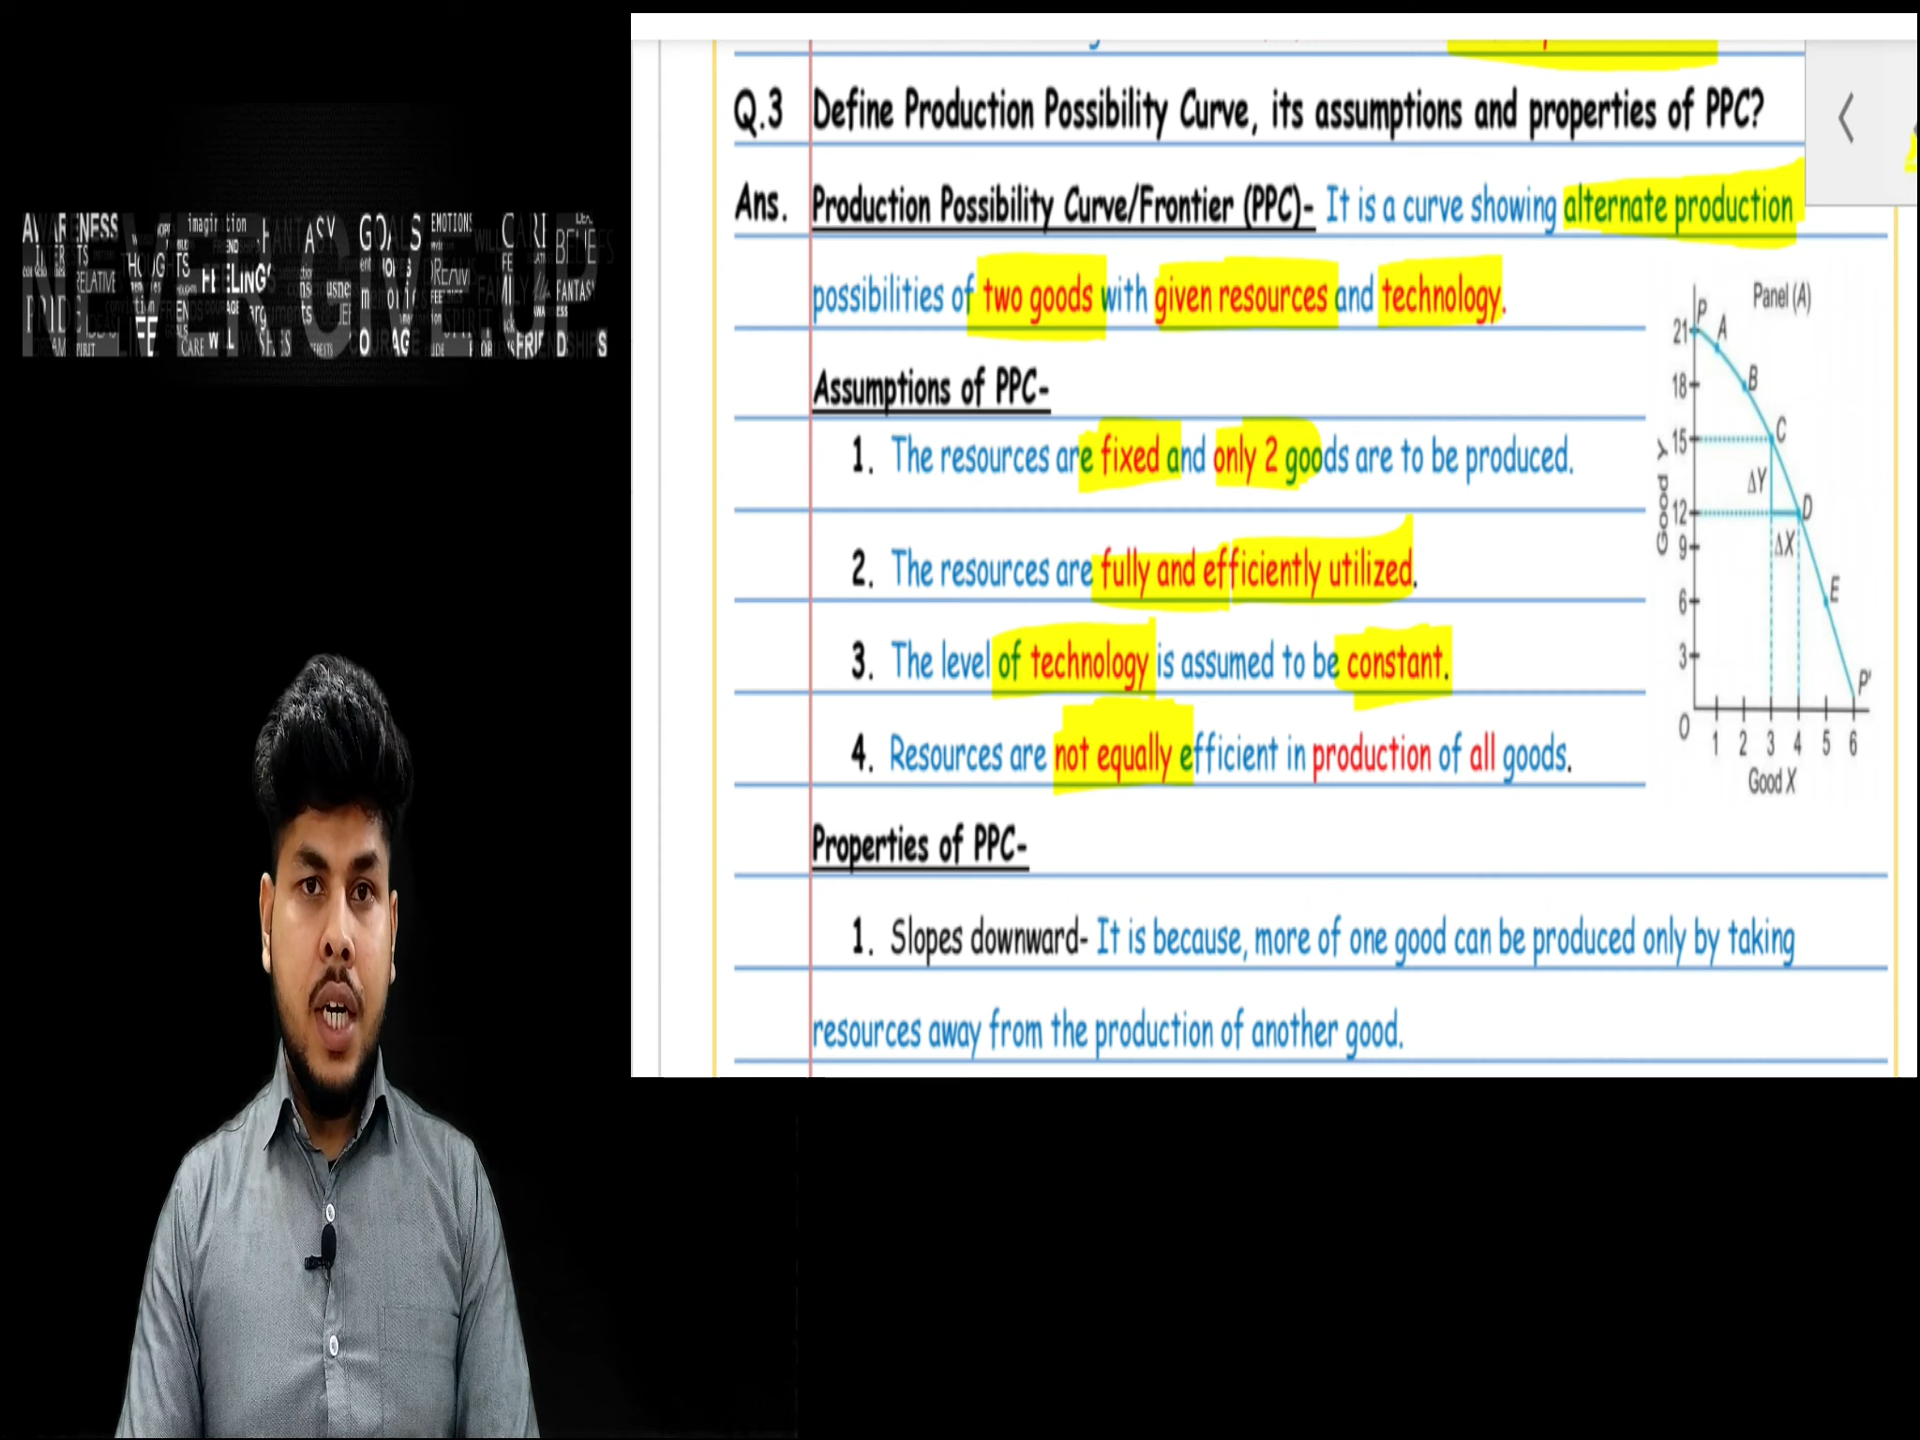 NEVER GIVE UP
Q.3 Define Production Possibility Curve, its assumptions and properties of PPC?
Ans. Production Possibility Curve/Frontier (PPC)- It is a curve showing alternate production
possibilities of two goods with given resources and technology.
Assumptions of PPC-
1. The resources are fixed and only 2 goods are to be produced.
2. The resources are fully and efficiently utilized.
3. The level of technology is assumed to be constant.
4. Resources are not equally efficient in production of all goods.
Properties of PPC-
1. Slopes downward- It is because, more of one good can be produced only by taking
resources away from the production of another good.
Panel (A)
Good Y
21
18
15
12
9
6
3
O
P
A
B
C
D
E
P'
ΔY
ΔX
1 2 3 4 5 6
Good X